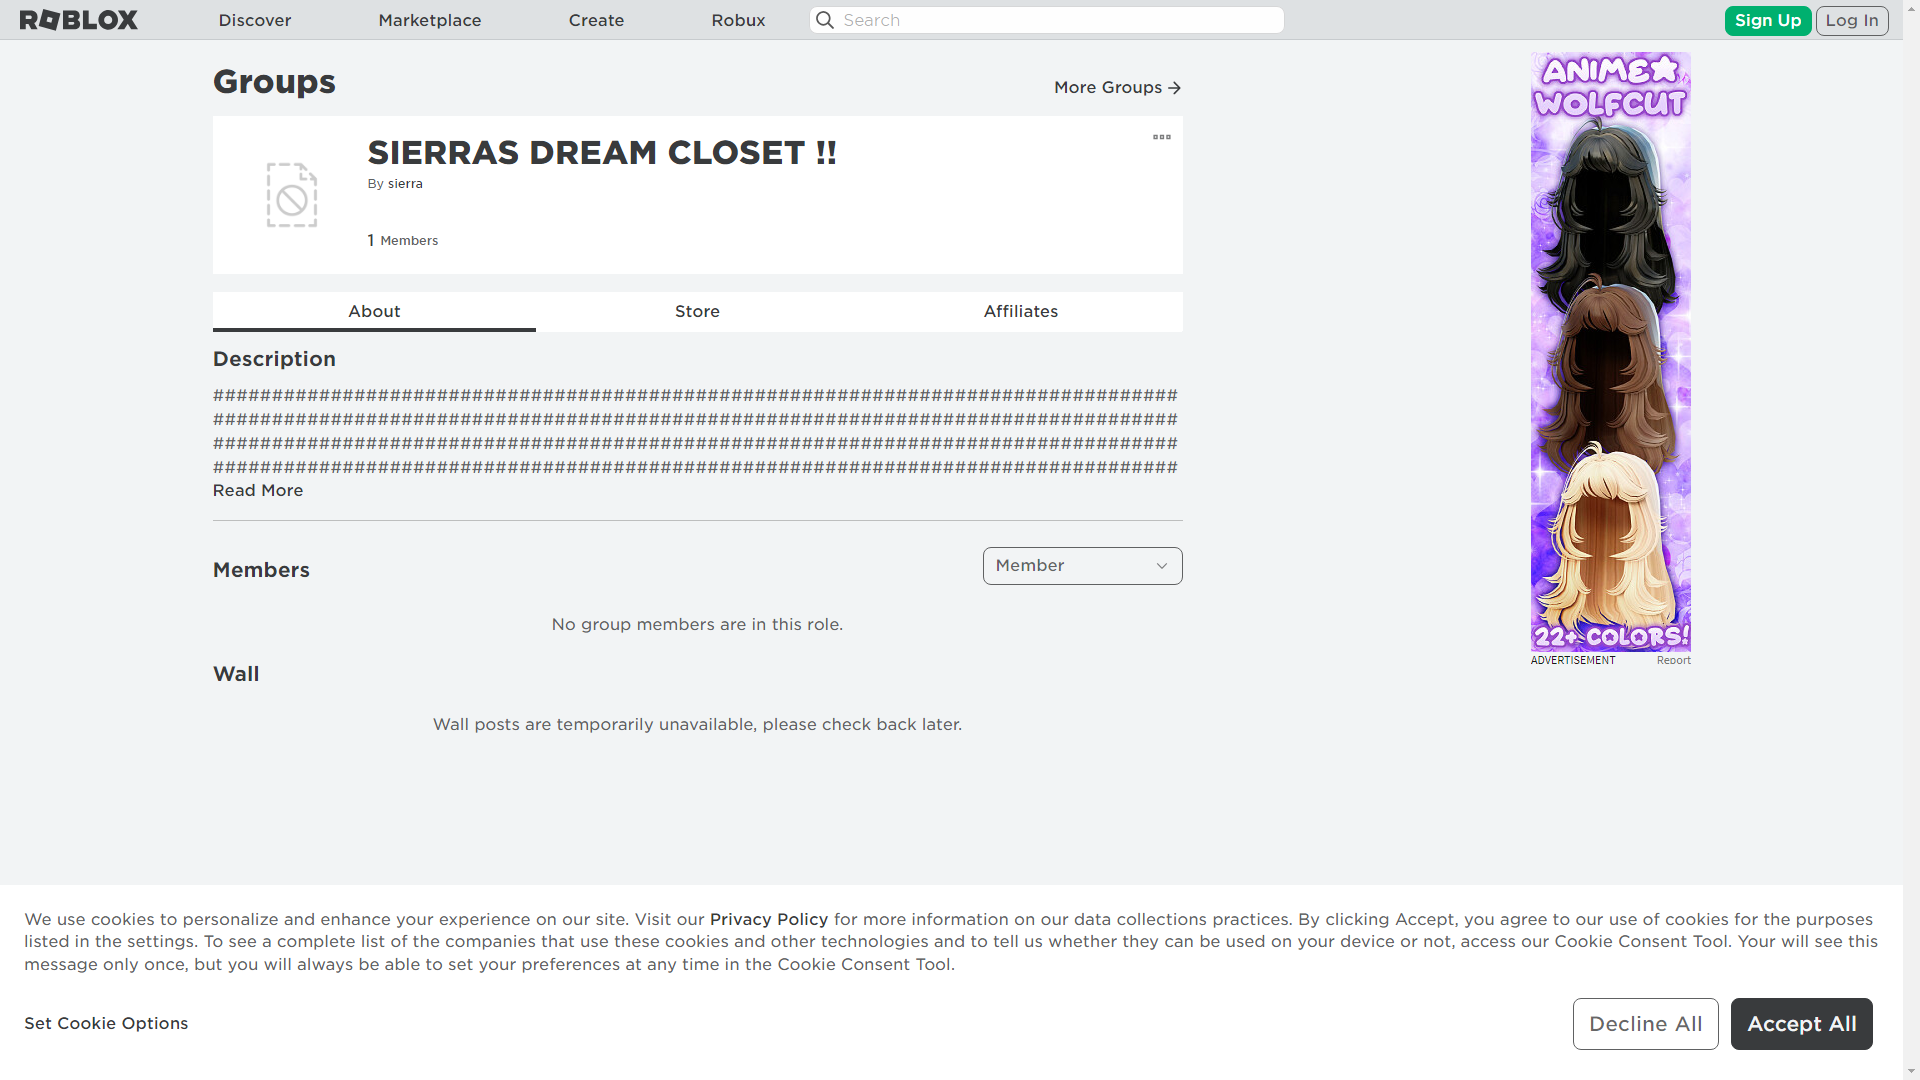 ROBLOX
Discover
Marketplace
Create
Robux
Search
Sign Up
Log In
Groups
More Groups
SIERRAS DREAM CLOSET !!
By sierra
1 Members
About
Store
Affiliates
Description
##################################################################################
##################################################################################
##################################################################################
##################################################################################
Read More
Members
Member
No group members are in this role.
Wall
Wall posts are temporarily unavailable, please check back later.
ANIME
WOLFCUT
22+ COLORS!
ADVERTISEMENT
Report
We use cookies to personalize and enhance your experience on our site. Visit our Privacy Policy for more information on our data collections practices. By clicking Accept, you agree to our use of cookies for the purposes
listed in the settings. To see a complete list of the companies that use these cookies and other technologies and to tell us whether they can be used on your device or not, access our Cookie Consent Tool. Your will see this
message only once, but you will always be able to set your preferences at any time in the Cookie Consent Tool.
Set Cookie Options
Decline All
Accept All